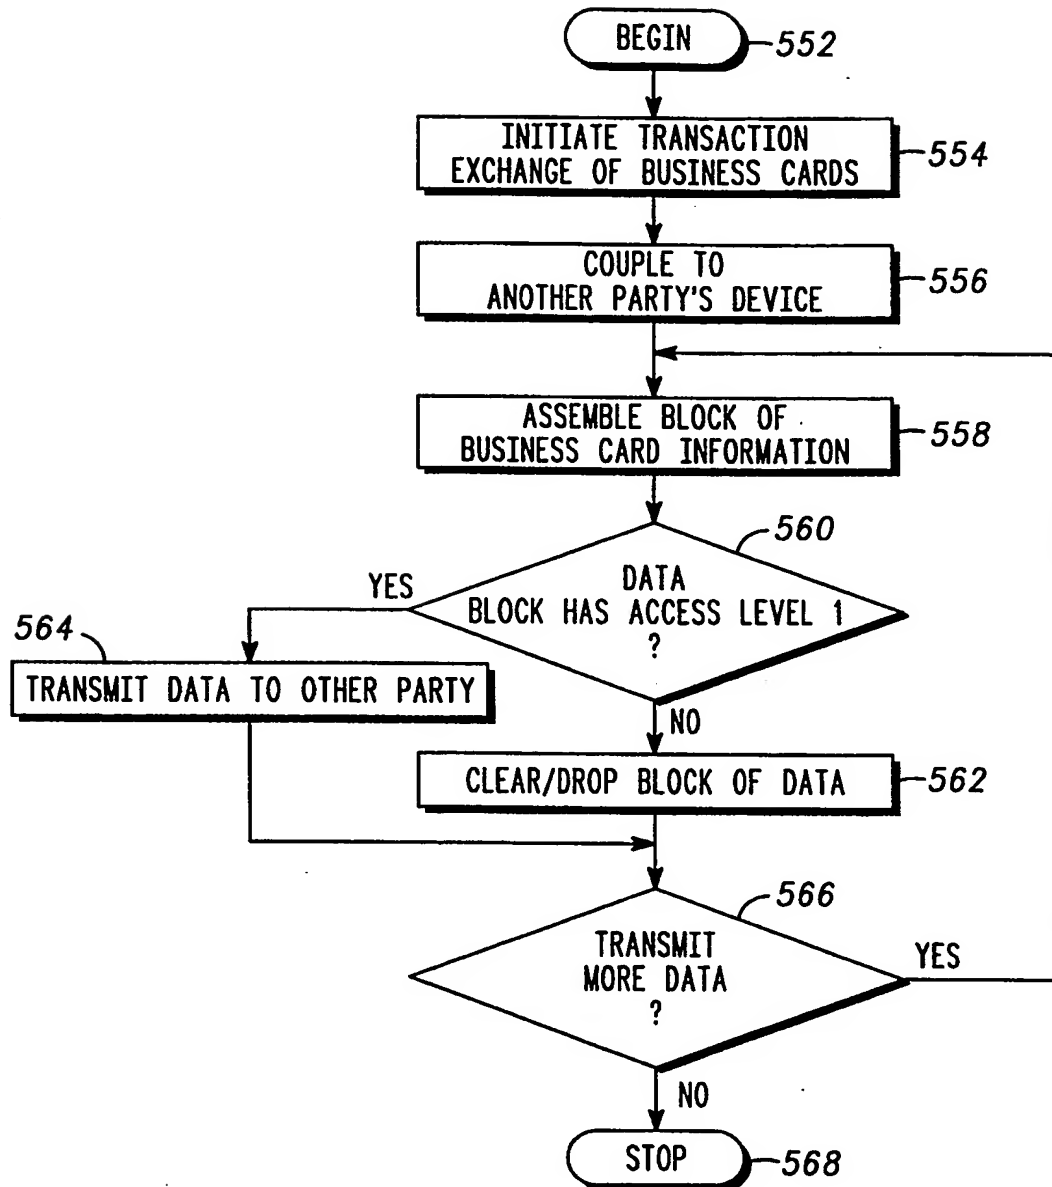 BEGIN
552
INITIATE TRANSACTION
EXCHANGE OF BUSINESS CARDS
554
COUPLE TO
ANOTHER PARTY'S DEVICE
556
ASSEMBLE BLOCK OF
BUSINESS CARD INFORMATION
558
560
DATA
BLOCK HAS ACCESS LEVEL 1
?
YES
564
TRANSMIT DATA TO OTHER PARTY
NO
CLEAR/DROP BLOCK OF DATA
562
566
TRANSMIT
MORE DATA
?
YES
NO
STOP
568